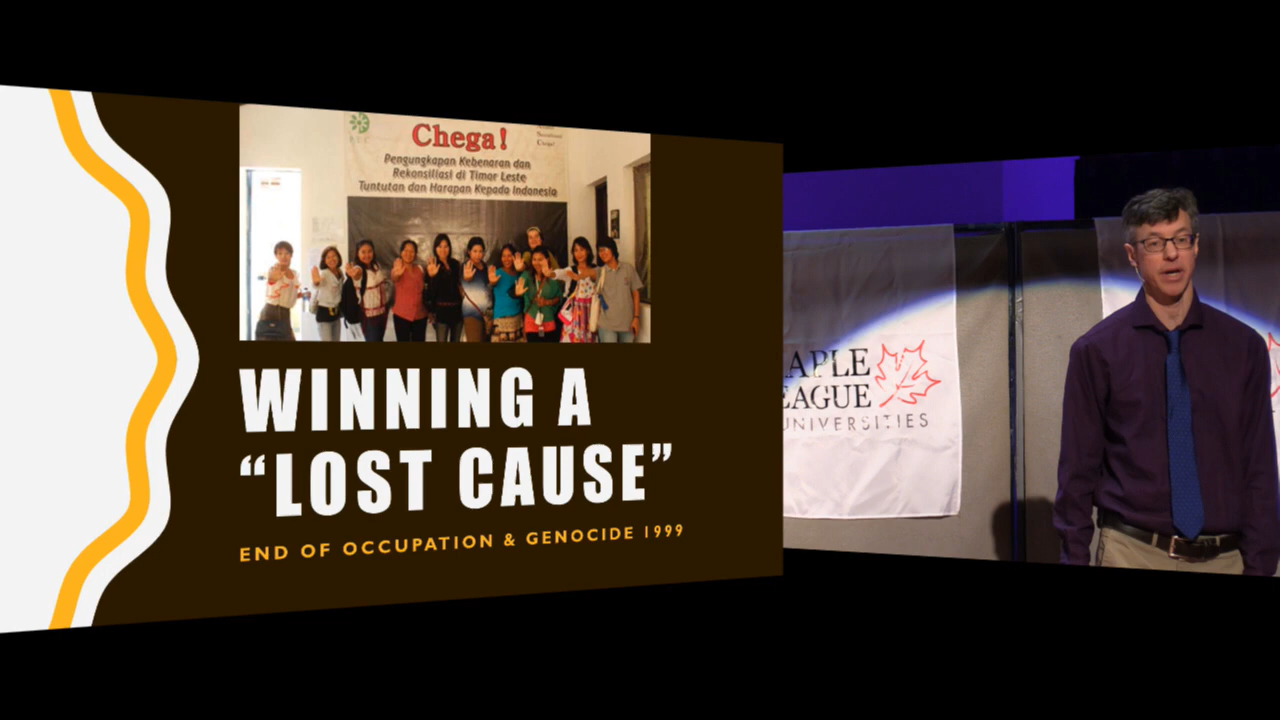 Chega!
Pengungkapan Kebenaran dan
Rekonsiliasi di Timor Leste
Tuntutan dan Harapan Kepada Indonesia
WINNING A
“LOST CAUSE”
END OF OCCUPATION & GENOCIDE 1999
APLE
EAGUE
UNIVERSITIES